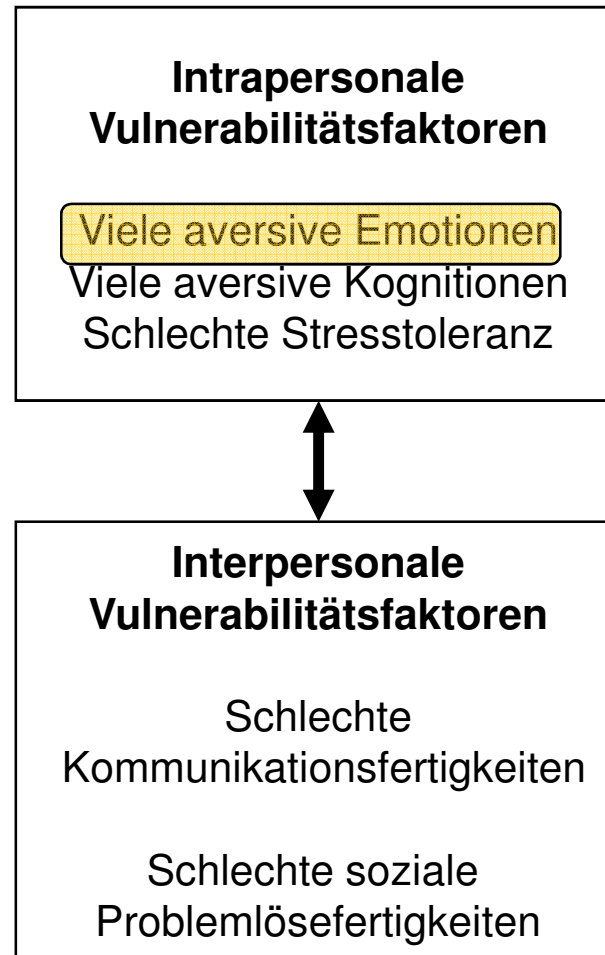 Intrapersonale
Vulnerabilitätsfaktoren
Viele aversive Emotionen
Viele aversive Kognitionen
Schlechte Stresstoleranz
Interpersonale
Vulnerabilitätsfaktoren
Schlechte
Kommunikationsfertigkeiten
Schlechte soziale
Problemlösefertigkeiten